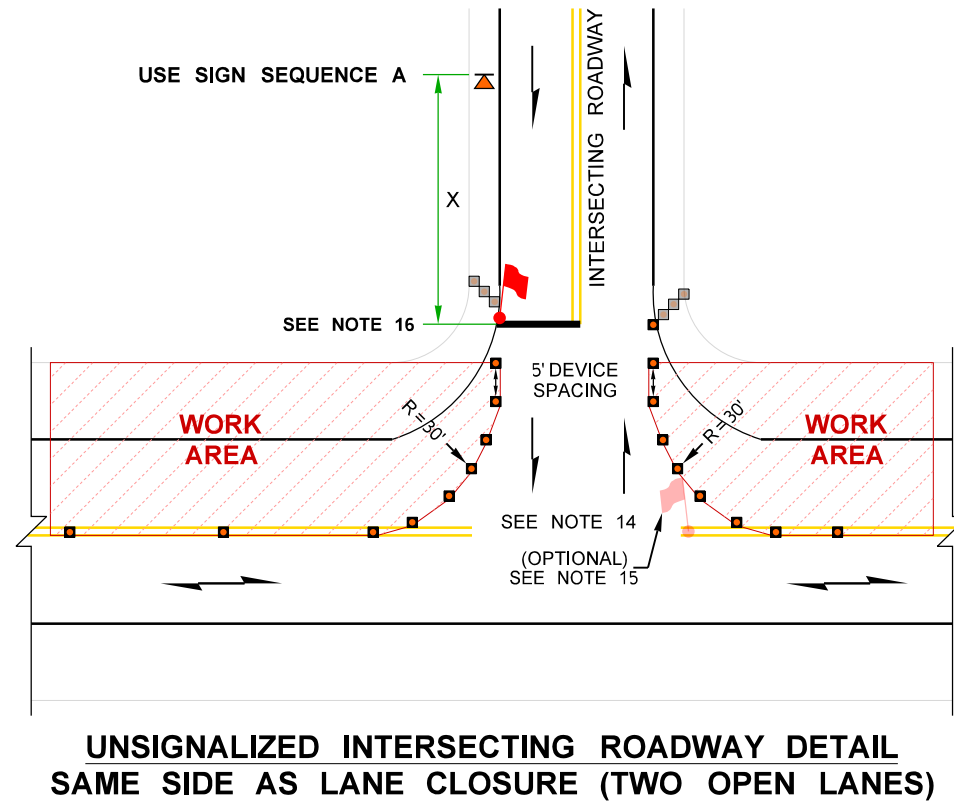 USE SIGN SEQUENCE A
INTERSECTING ROADWAY
X
SEE NOTE 16
5' DEVICE
SPACING
WORK
AREA
R=30'
R=30'
WORK
AREA
SEE NOTE 14
(OPTIONAL)
SEE NOTE 15
UNSIGNALIZED INTERSECTING ROADWAY DETAIL
SAME SIDE AS LANE CLOSURE (TWO OPEN LANES)